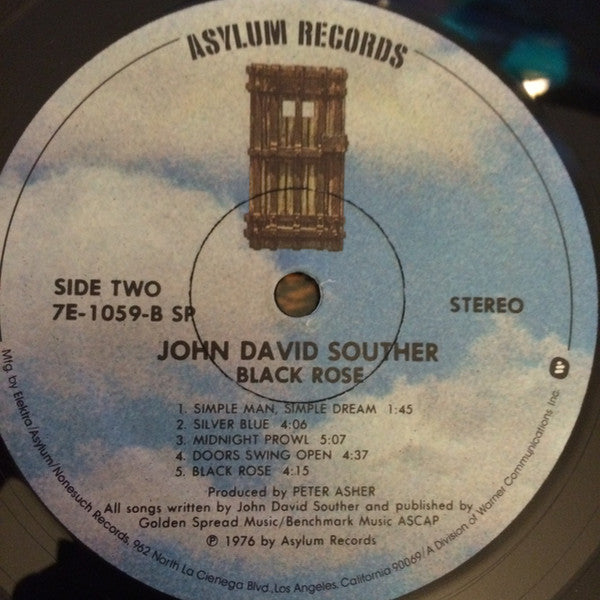 ASYLUM RECORDS
SIDE TWO
7E-1059-B SP
STEREO
JOHN DAVID SOUTHER
BLACK ROSE
1. SIMPLE MAN, SIMPLE DREAM 1:45
2. SILVER BLUE 4:06
3. MIDNIGHT PROWL 5:07
4. DOORS SWING OPEN 4:37
5. BLACK ROSE 4:15
Produced by PETER ASHER
All songs written by John David Souther and published by
Golden Spread Music/Benchmark Music ASCAP
℗ 1976 by Asylum Records
Mfg. by Elektra/Asylum/Nonesuch Records, 962 North La Cienega Blvd., Los Angeles, California 90069/A Division of Warner Communications Inc.